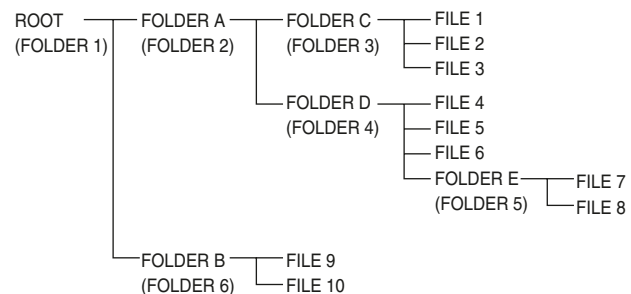 ROOT FOLDER A FOLDER C FILE 1
(FOLDER 1) (FOLDER 2) (FOLDER 3) FILE 2
FILE 3
FOLDER D FILE 4
(FOLDER 4) FILE 5
FILE 6
FOLDER E FILE 7
(FOLDER 5) FILE 8
FOLDER B FILE 9
(FOLDER 6) FILE 10